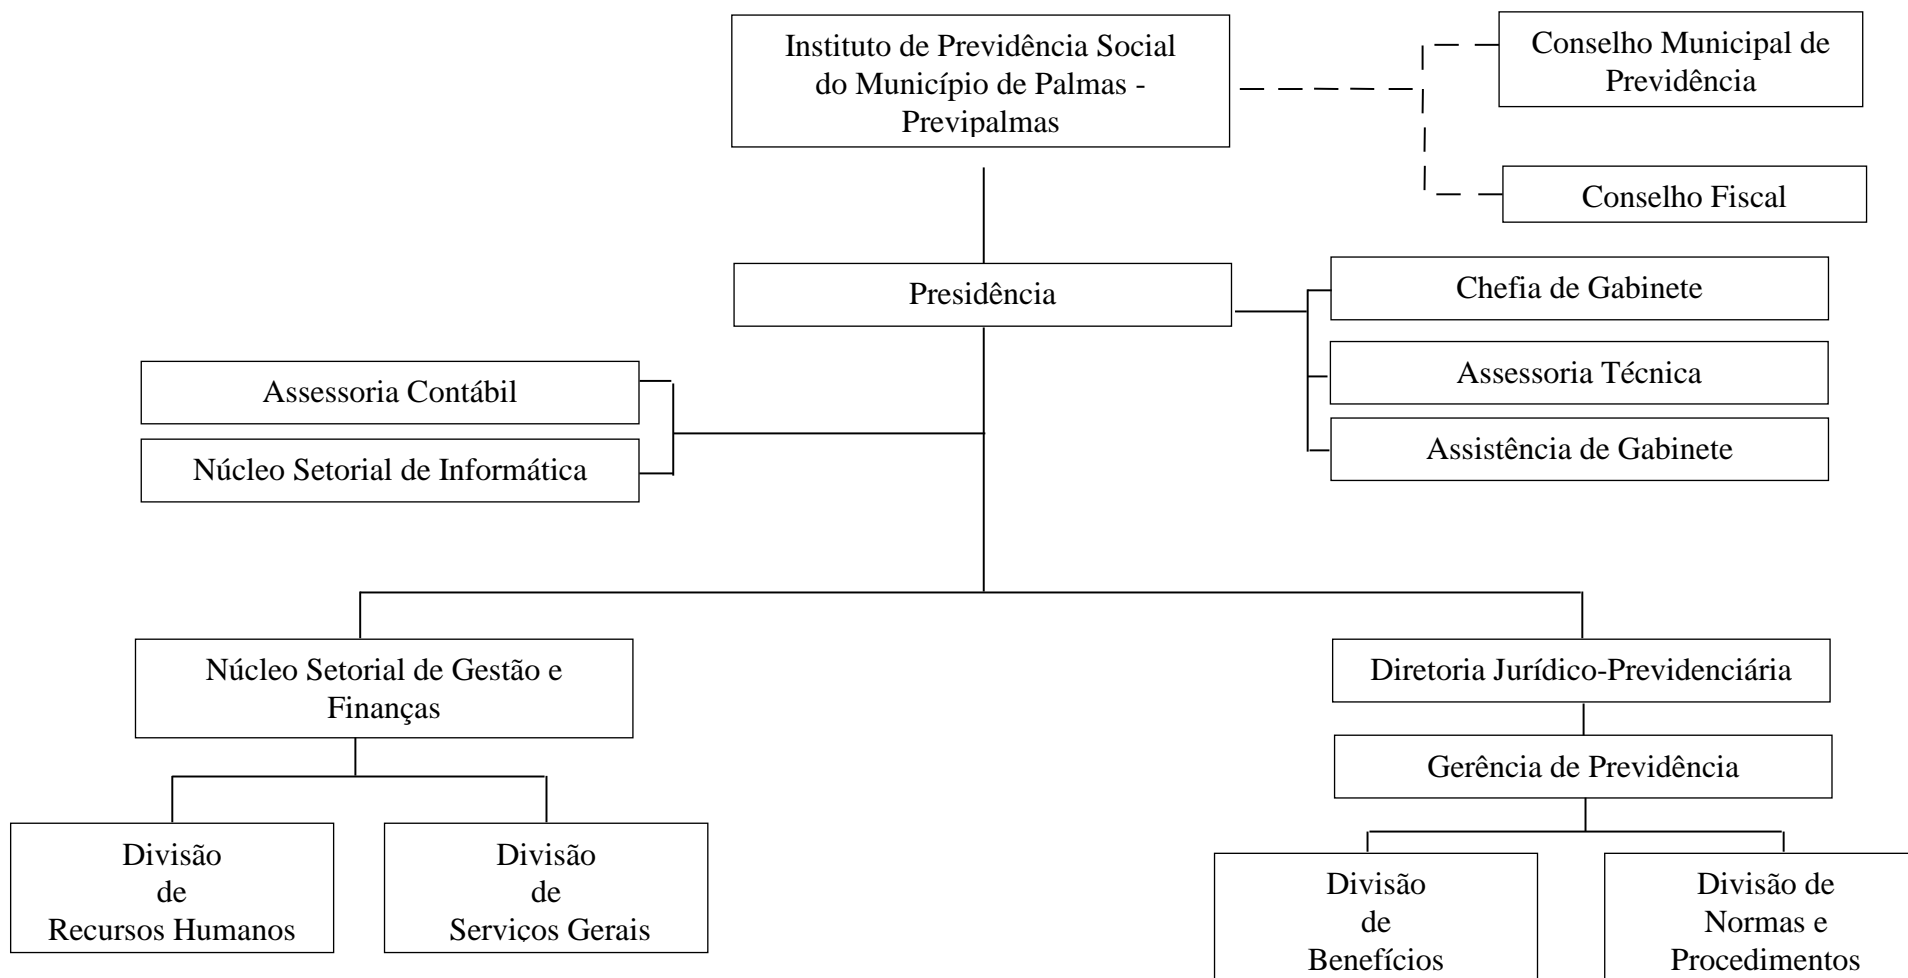 Instituto de Previdência Social
do Município de Palmas -
Previpalmas
Conselho Municipal de
Previdência
Conselho Fiscal
Presidência
Chefia de Gabinete
Assessoria Técnica
Assistência de Gabinete
Assessoria Contábil
Núcleo Setorial de Informática
Núcleo Setorial de Gestão e
Finanças
Diretoria Jurídico-Previdenciária
Gerência de Previdência
Divisão
de
Recursos Humanos
Divisão
de
Serviços Gerais
Divisão
de
Benefícios
Divisão de
Normas e
Procedimentos